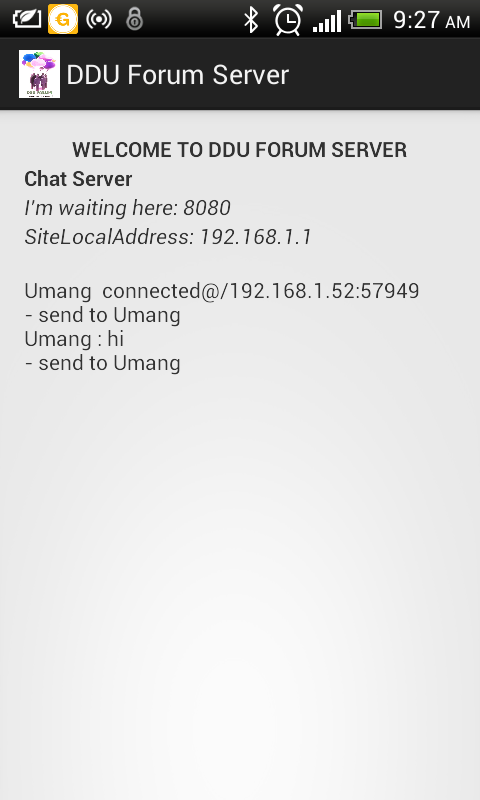 9:27 AM
DDU Forum Server
WELCOME TO DDU FORUM SERVER
Chat Server
I'm waiting here: 8080
SiteLocalAddress: 192.168.1.1
Umang  connected@/192.168.1.52:57949
- send to Umang
Umang : hi
- send to Umang